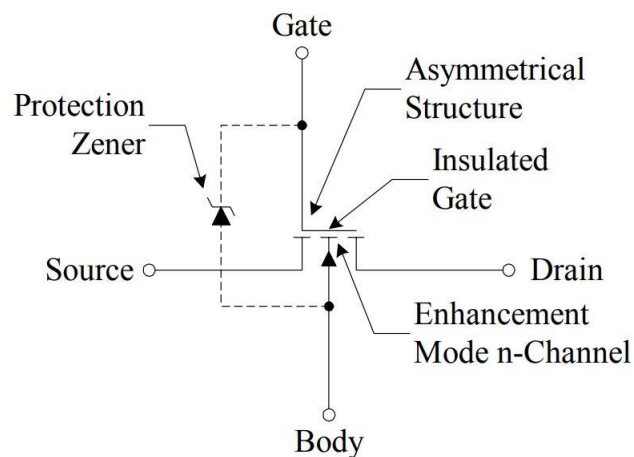 Gate
Asymmetrical
Structure
Protection
Zener
Insulated
Gate
Source
Drain
Enhancement
Mode n-Channel
Body